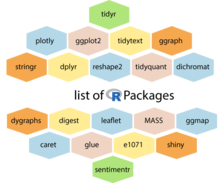 tidyr
plotly ggplot2 tidytext ggraph
stringr dplyr reshape2 tidyquant dichromat
list of R Packages
dygraphs digest leaflet MASS ggmap
caret glue e1071 shiny
sentimentr